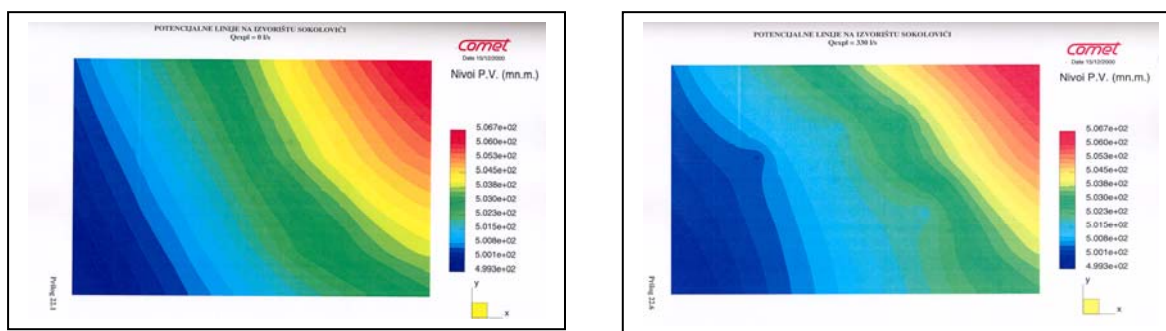 POTENCIJALNE LINIJE NA IZVORIŠTU SOKOLOVIĆI
Qexpl = 0 l/s
Comet
Date 15/12/2000
Nivoi P.V. (mn.m.)
5.067e+02
5.060e+02
5.053e+02
5.045e+02
5.038e+02
5.030e+02
5.023e+02
5.015e+02
5.008e+02
5.001e+02
4.993e+02
y
x
Prilog 22.1
POTENCIJALNE LINIJE NA IZVORIŠTU SOKOLOVIĆI
Qexpl = 330 l/s
Comet
Date 15/12/2000
Nivoi P.V. (mn.m.)
5.067e+02
5.060e+02
5.053e+02
5.045e+02
5.038e+02
5.030e+02
5.023e+02
5.015e+02
5.008e+02
5.001e+02
4.993e+02
y
x
Prilog 22.6